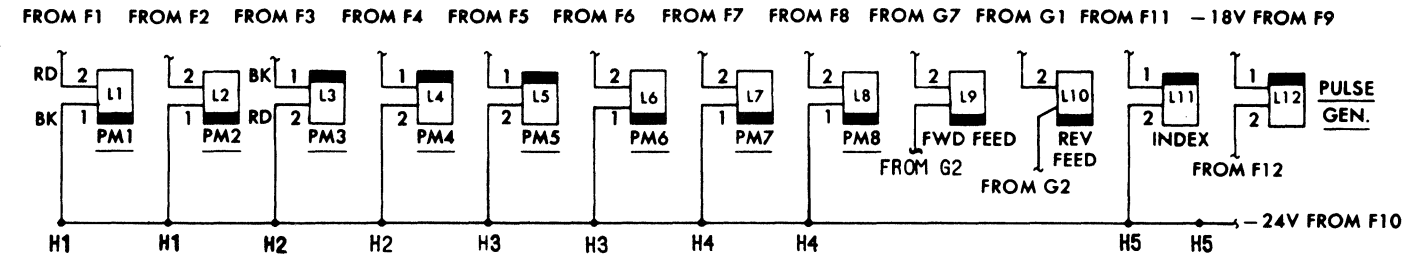 FROM F1 FROM F2 FROM F3 FROM F4 FROM F5 FROM F6 FROM F7 FROM F8 FROM G7 FROM G1 FROM F11 –18V FROM F9
RD 2 2 BK 1 1 1 2 2 2 2 2 1 1
L1 L2 L3 L4 L5 L6 L7 L8 L9 L10 L11 L12 PULSE
BK 1 1 RD 2 2 2 1 1 1 2 2 GEN.
PM1 PM2 PM3 PM4 PM5 PM6 PM7 PM8 FWD FEED REV INDEX
FEED
FROM G2 FROM F12
FROM G2
–24V FROM F10
H1 H1 H2 H2 H3 H3 H4 H4 H5 H5